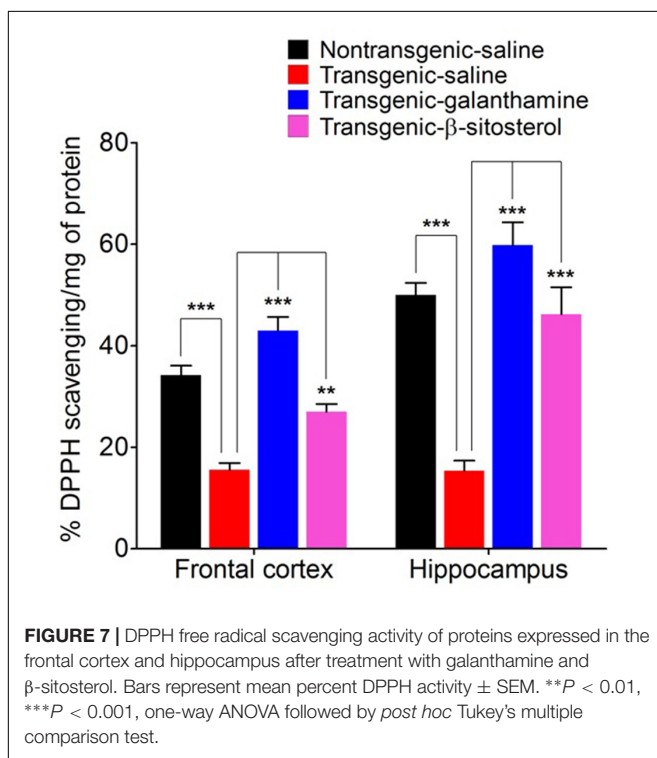 Nontransgenic-saline
Transgenic-saline
Transgenic-galanthamine
Transgenic-β-sitosterol
% DPPH scavenging/mg of protein
80
60
40
20
0
***
***
**
***
***
***
Frontal cortex
Hippocampus
FIGURE 7 | DPPH free radical scavenging activity of proteins expressed in the
frontal cortex and hippocampus after treatment with galanthamine and
β-sitosterol. Bars represent mean percent DPPH activity ± SEM. **P < 0.01,
***P < 0.001, one-way ANOVA followed by post hoc Tukey's multiple
comparison test.